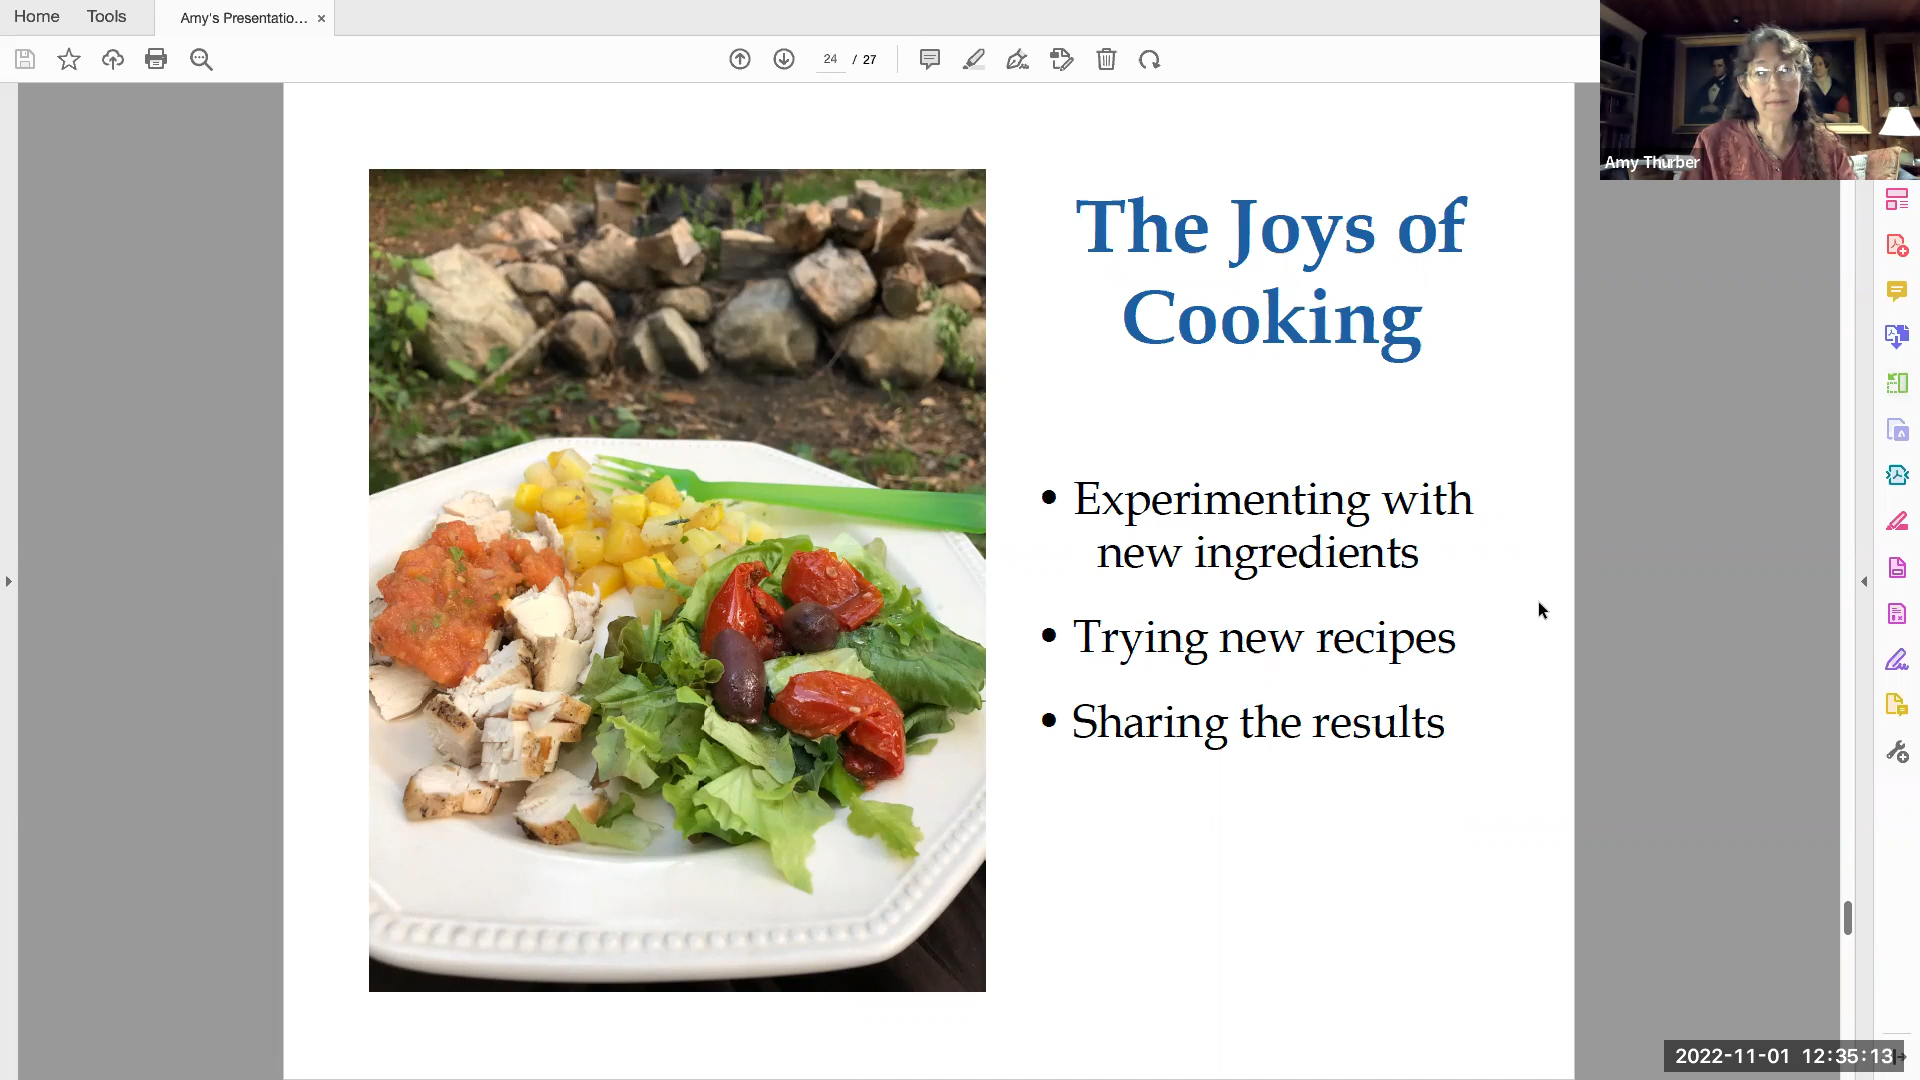 Home Tools Amy's Presentatio... ×
24 / 27
Amy Thurber
The Joys of
Cooking
• Experimenting with
new ingredients
• Trying new recipes
• Sharing the results
2022-11-01 12:35:13